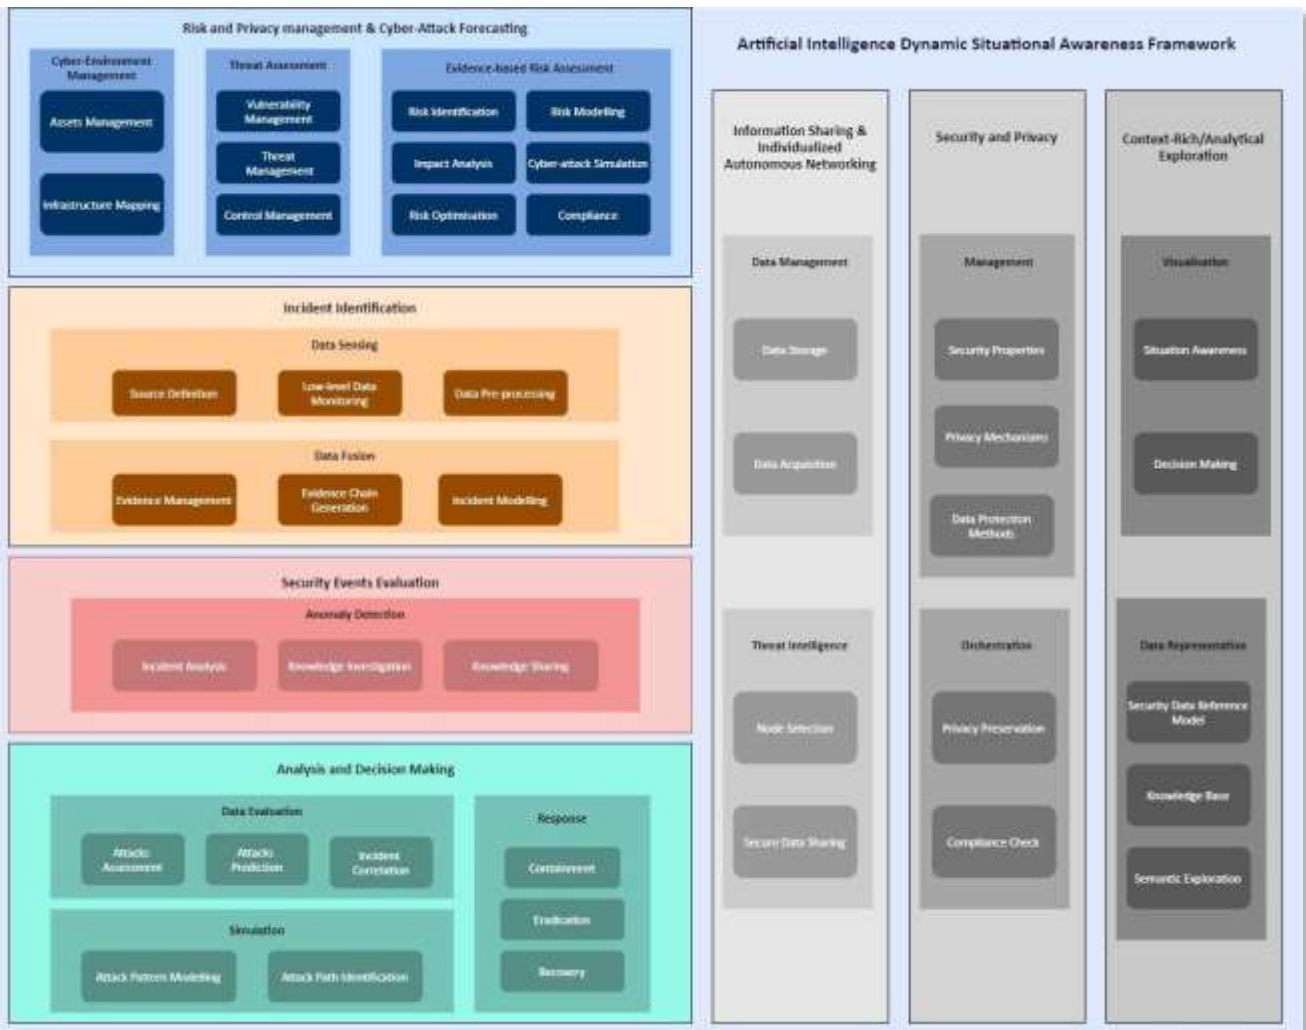 Risk and Privacy management & Cyber-Attack Forecasting
Cyber-Environment
Management
Assets Management
Infrastructure Mapping
Threat Assessment
Vulnerability
Management
Threat
Management
Control Management
Evidence-based Risk Assessment
Risk Identification
Risk Modelling
Impact Analysis
Cyber-attack Simulation
Risk Optimisation
Compliance
Incident Identification
Data Sensing
Source Definition
Low-level Data
Monitoring
Data Pre-processing
Data Fusion
Evidence Management
Evidence Chain
Generation
Incident Modelling
Security Events Evaluation
Anomaly Detection
Incident Analysis
Knowledge Investigation
Knowledge Sharing
Analysis and Decision Making
Data Evaluation
Attacks
Assessment
Attacks
Prediction
Incident
Correlation
Simulation
Attack Pattern Modelling
Attack Path Identification
Response
Containment
Eradication
Recovery
Artificial Intelligence Dynamic Situational Awareness Framework
Information Sharing &
Individualized
Autonomous Networking
Data Management
Data Storage
Data Acquisition
Threat Intelligence
Node Selection
Secure Data Sharing
Security and Privacy
Management
Security Properties
Privacy Mechanisms
Data Protection
Methods
Orchestration
Privacy Preservation
Compliance Check
Context-Rich/Analytical
Exploration
Visualisation
Situation Awareness
Decision Making
Data Representation
Security Data Reference
Model
Knowledge Base
Semantic Exploration